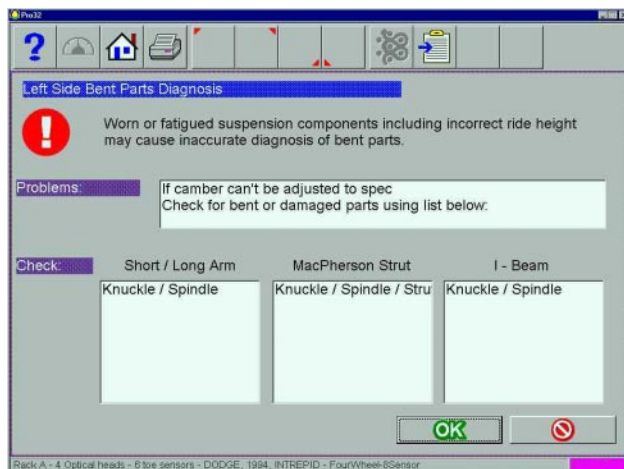 Pro32
Left Side Bent Parts Diagnosis
Worn or fatigued suspension components including incorrect ride height
may cause inaccurate diagnosis of bent parts.
Problems:
If camber can't be adjusted to spec
Check for bent or damaged parts using list below:
Check:
Short / Long Arm
MacPherson Strut
I - Beam
Knuckle / Spindle
Knuckle / Spindle / Strut
Knuckle / Spindle
OK
Rack A - 4 Optical heads - 6 toe sensors - DODGE, 1994, INTREPID - FourWheel-8Sensor